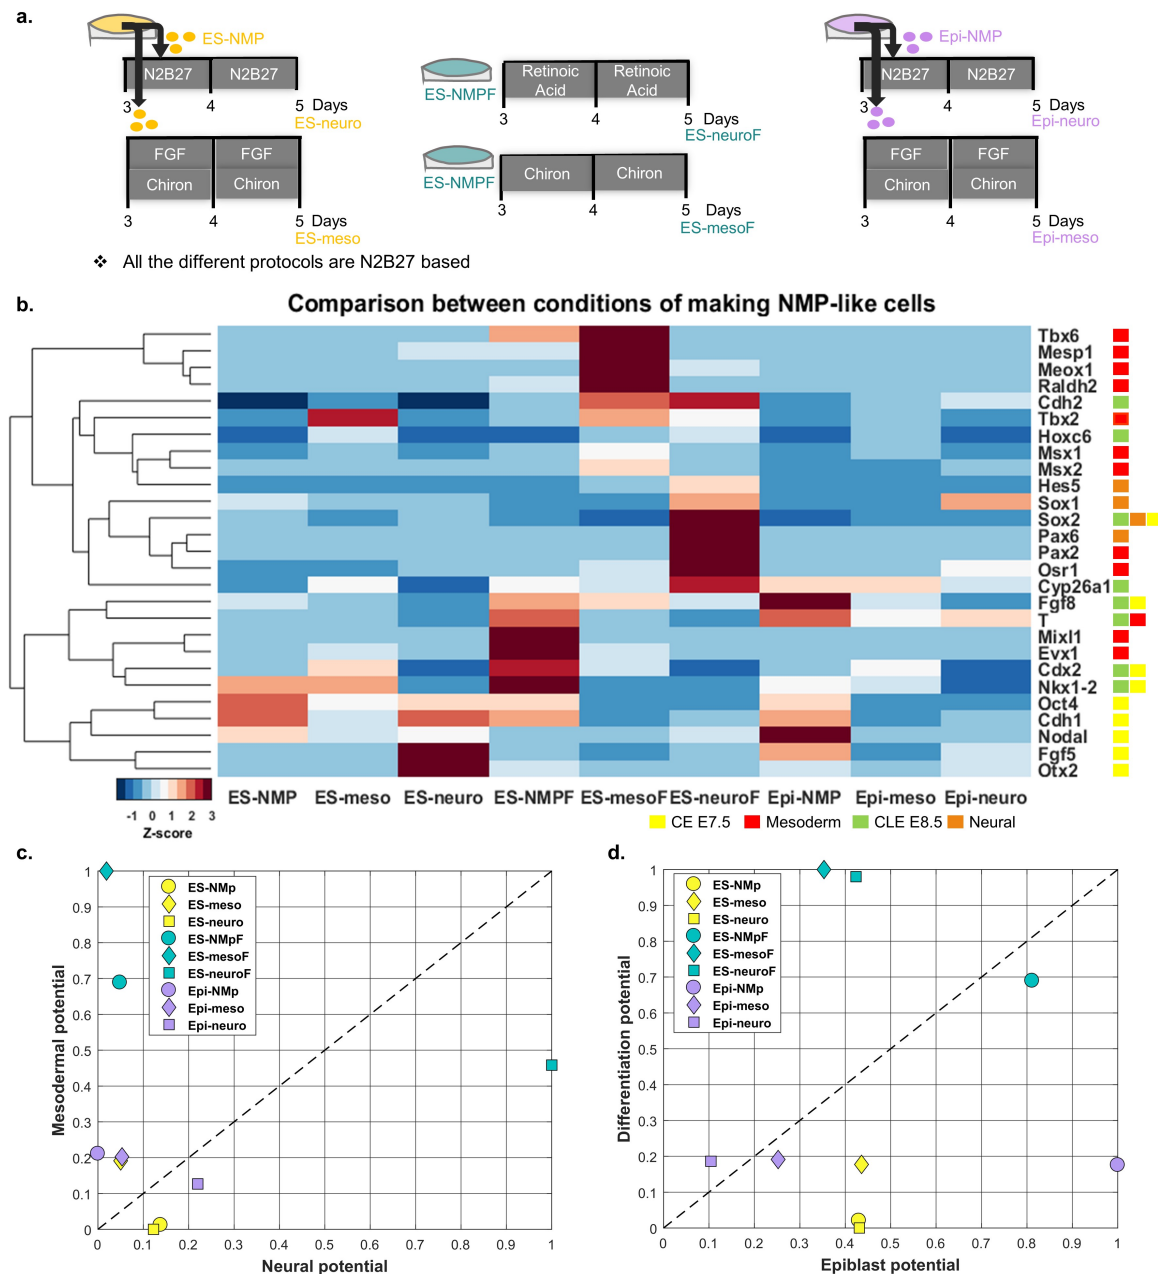 a.
ES-NMP
N2B27 N2B27
3 4 5 Days
ES-neuro
FGF FGF
Chiron Chiron
3 4 5 Days
ES-meso
ES-NMPF
Retinoic Acid Retinoic Acid
3 4 5 Days
ES-neuroF
ES-NMPF
Chiron Chiron
3 4 5 Days
ES-mesoF
Epi-NMP
N2B27 N2B27
3 4 5 Days
Epi-neuro
FGF FGF
Chiron Chiron
3 4 5 Days
Epi-meso
❖ All the different protocols are N2B27 based
b.
Comparison between conditions of making NMP-like cells
Tbx6
Mesp1
Meox1
Raldh2
Cdh2
Tbx2
Hoxc6
Msx1
Msx2
Hes5
Sox1
Sox2
Pax6
Pax2
Osr1
Cyp26a1
Fgf8
T
Mixl1
Evx1
Cdx2
Nkx1-2
Oct4
Cdh1
Nodal
Fgf5
Otx2
-1 0 1 2 3
Z-score
ES-NMP ES-meso ES-neuro ES-NMPF ES-mesoF ES-neuroF Epi-NMP Epi-meso Epi-neuro
CE E7.5 Mesoderm CLE E8.5 Neural
c.
1
0.9
0.8
0.7
0.6
0.5
0.4
0.3
0.2
0.1
0
Mesodermal potential
ES-NMp
ES-meso
ES-neuro
ES-NMpF
ES-mesoF
ES-neuroF
Epi-NMp
Epi-meso
Epi-neuro
0 0.1 0.2 0.3 0.4 0.5 0.6 0.7 0.8 0.9 1
Neural potential
d.
1
0.9
0.8
0.7
0.6
0.5
0.4
0.3
0.2
0.1
0
Differentiation potential
ES-NMp
ES-meso
ES-neuro
ES-NMpF
ES-mesoF
ES-neuroF
Epi-NMp
Epi-meso
Epi-neuro
0 0.1 0.2 0.3 0.4 0.5 0.6 0.7 0.8 0.9 1
Epiblast potential